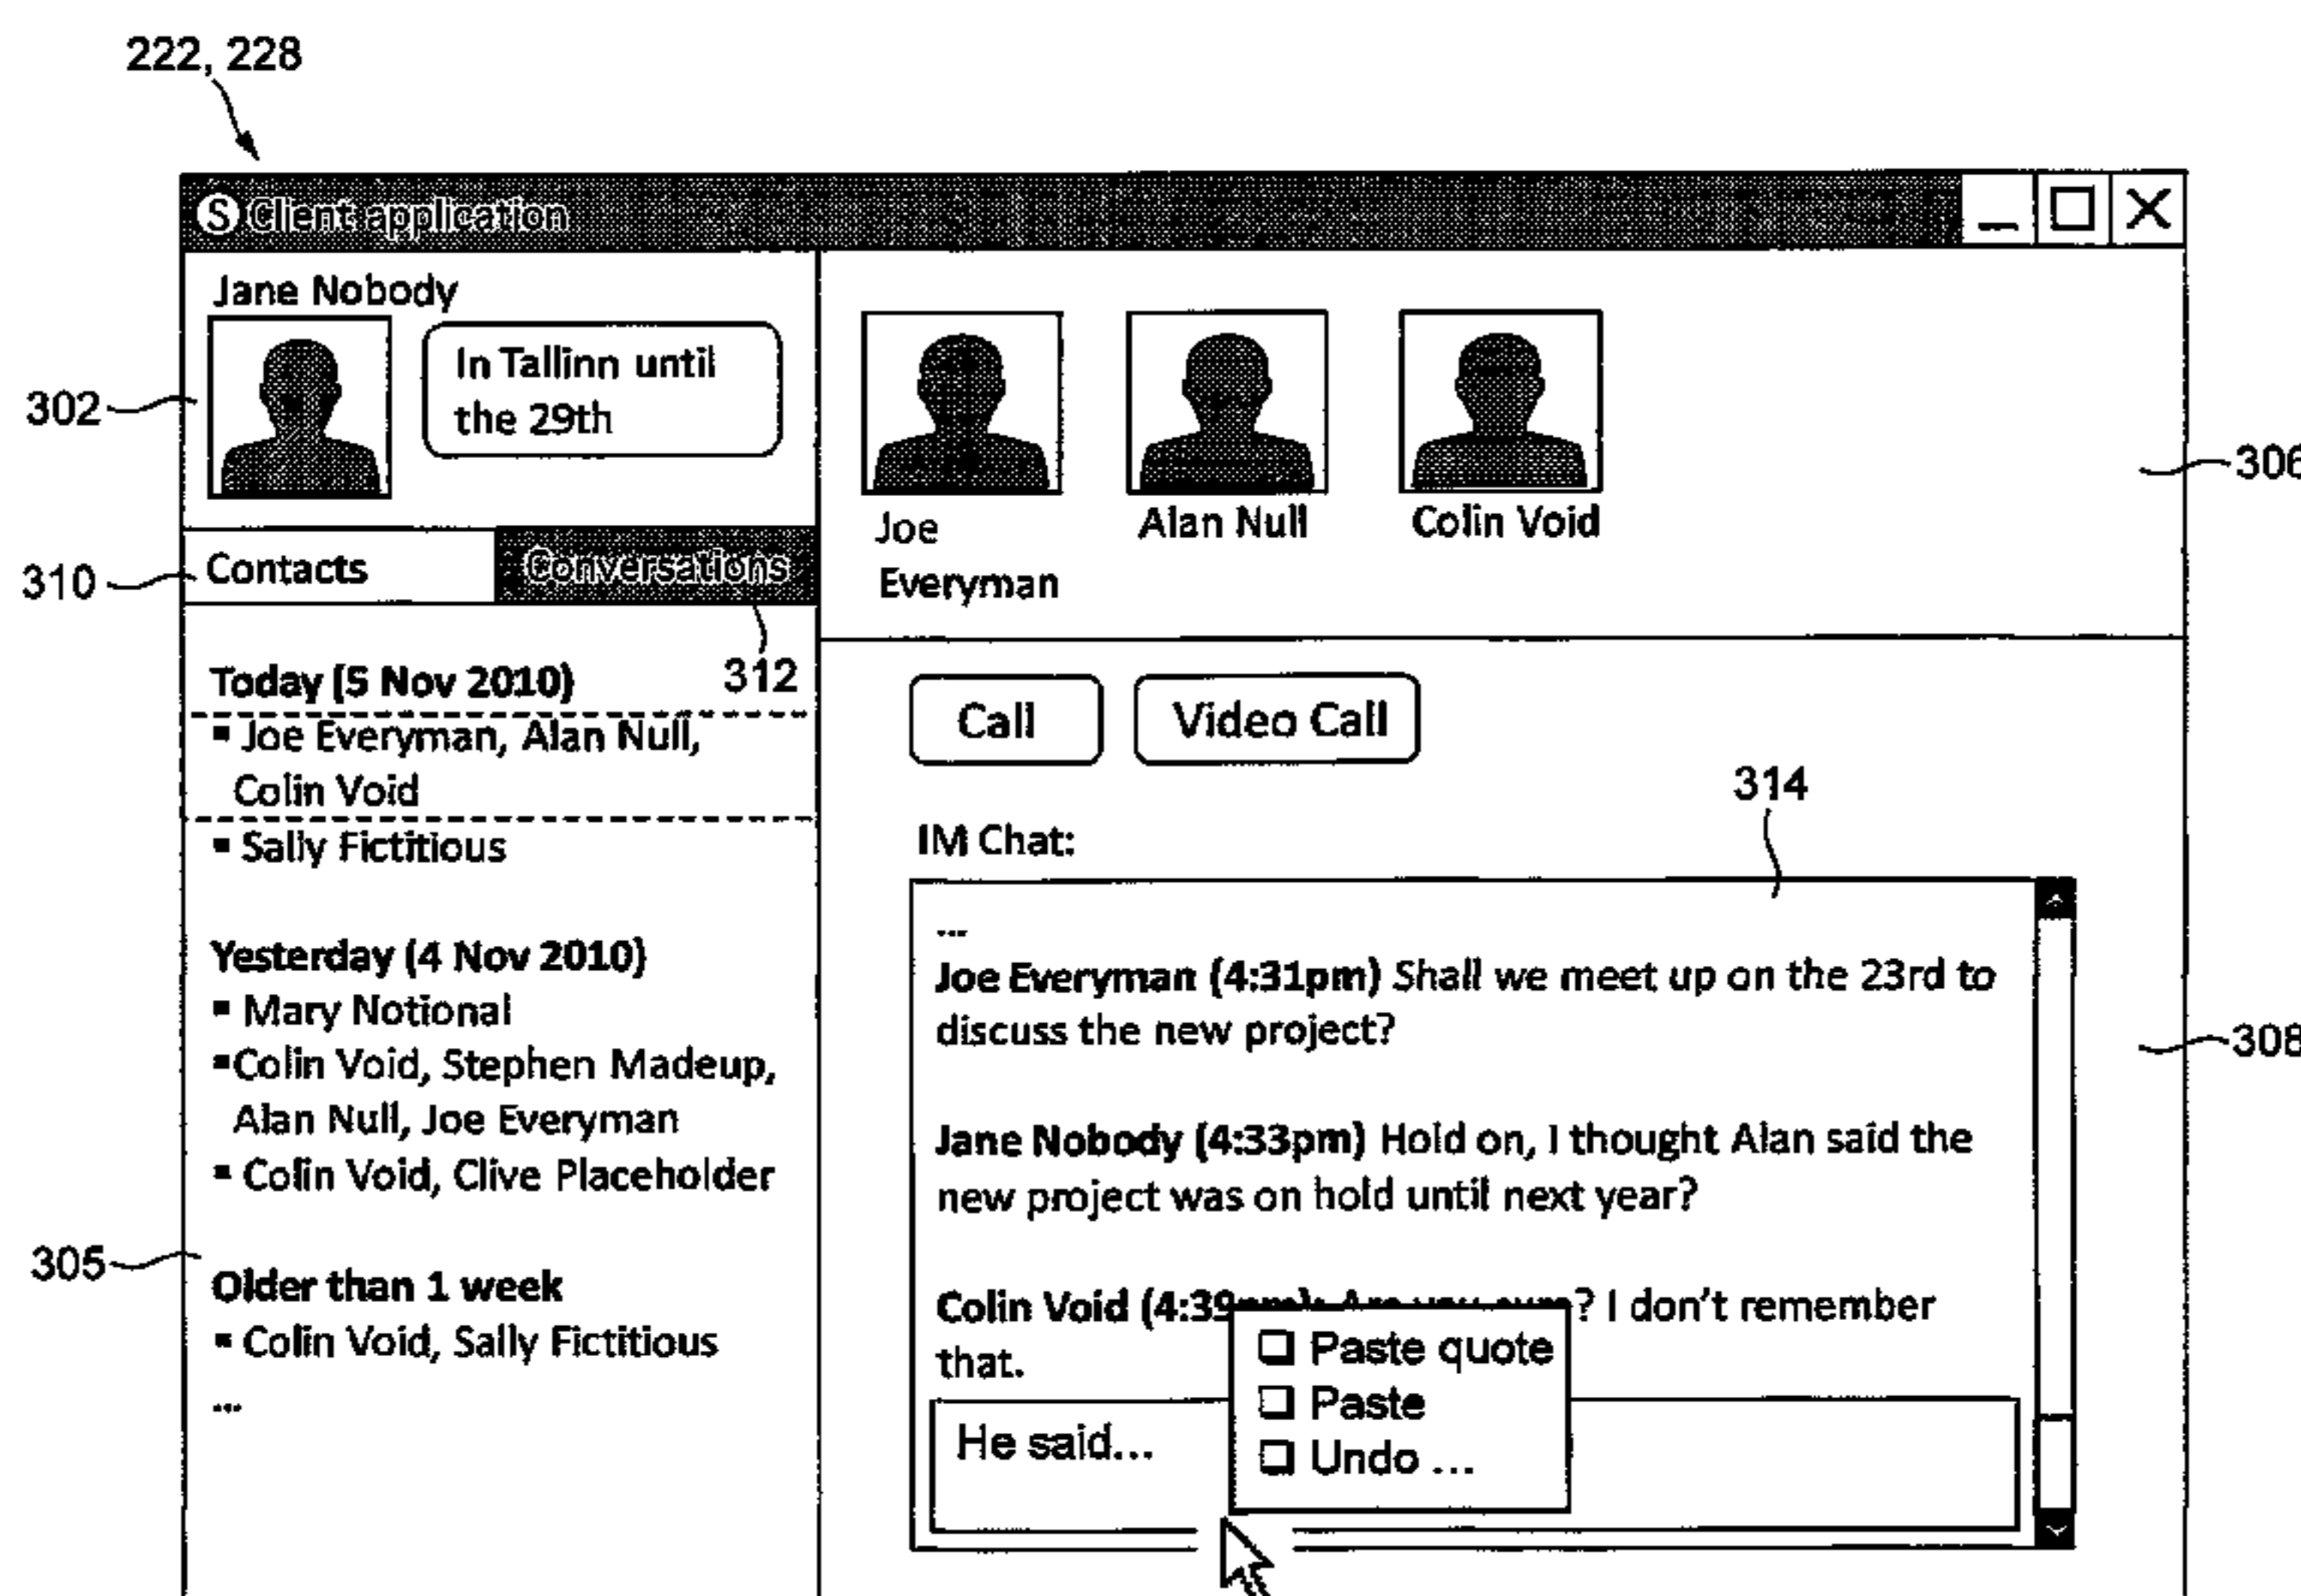 222, 228
S Client application
Jane Nobody
In Tallinn until
the 29th
302
306
Joe
Everyman
Alan Null
Colin Void
310
Contacts
Conversations
312
Today (5 Nov 2010)
▪ Joe Everyman, Alan Null,
Colin Void
▪ Sally Fictitious
Yesterday (4 Nov 2010)
▪ Mary Notional
▪ Colin Void, Stephen Madeup,
Alan Null, Joe Everyman
▪ Colin Void, Clive Placeholder
305
Older than 1 week
▪ Colin Void, Sally Fictitious
...
Call
Video Call
314
IM Chat:
...
Joe Everyman (4:31pm) Shall we meet up on the 23rd to
discuss the new project?
308
Jane Nobody (4:33pm) Hold on, I thought Alan said the
new project was on hold until next year?
Colin Void (4:39pm): Are you sure? I don't remember
that.
He said...
❑ Paste quote
❑ Paste
❑ Undo ...